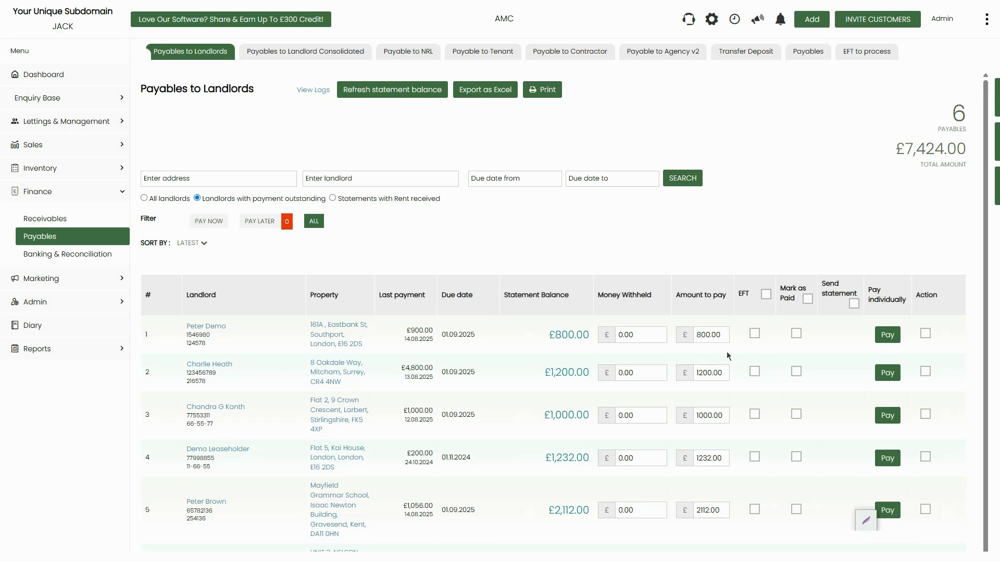 Your Unique Subdomain
JACK
Love Our Software? Share & Earn Up To £300 Credit!
AMC
Add
INVITE CUSTOMERS
Admin
Menu
Dashboard
Enquiry Base
Lettings & Management
Sales
Inventory
Finance
Receivables
Payables
Banking & Reconciliation
Marketing
Admin
Diary
Reports
Payables to Landlords
Payables to Landlord Consolidated
Payable to NRL
Payable to Tenant
Payable to Contractor
Payable to Agency v2
Transfer Deposit
Payables
EFT to process
Payables to Landlords
View Logs
Refresh statement balance
Export as Excel
Print
6
PAYABLES
£7,424.00
TOTAL AMOUNT
Enter address
Enter landlord
Due date from
Due date to
SEARCH
All landlords
Landlords with payment outstanding
Statements with Rent received
Filter
PAY NOW
PAY LATER
0
ALL
SORT BY :
LATEST
#
Landlord
Property
Last payment
Due date
Statement Balance
Money Withheld
Amount to pay
EFT
Mark as
Paid
Send
statement
Pay
individually
Action
1
Peter Demo
1546980
124578
161A , Eastbank St,
Southport,
London, E16 2DS
£900.00
14.08.2025
01.09.2025
£800.00
£ 0.00
£ 800.00
Pay
2
Charlie Heath
123456789
216578
8 Oakdale Way,
Mitcham, Surrey,
CR4 4NW
£4,800.00
13.08.2025
01.09.2025
£1,200.00
£ 0.00
£ 1200.00
Pay
3
Chandra G Kanth
77553311
66-55-77
Flat 2, 9 Crown
Crescent, Larbert,
Stirlingshire, FK5
4XP
£1,000.00
12.08.2025
01.09.2025
£1,000.00
£ 0.00
£ 1000.00
Pay
4
Demo Leaseholder
77998855
11-66-55
Flat 5, Kai House,
London, London,
E16 2DS
£200.00
24.10.2024
01.11.2024
£1,232.00
£ 0.00
£ 1232.00
Pay
5
Peter Brown
65782136
254136
Mayfield
Grammar School,
Isaac Newton
Building,
Gravesend, Kent,
DA11 0HN
£1,056.00
14.08.2025
01.09.2025
£2,112.00
£ 0.00
£ 2112.00
Pay